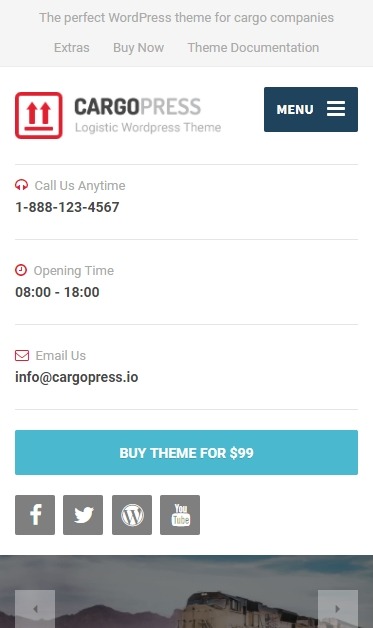 The perfect WordPress theme for cargo companies
Extras Buy Now Theme Documentation
CARGOPRESS
Logistic Wordpress Theme
MENU
Call Us Anytime
1-888-123-4567
Opening Time
08:00 - 18:00
Email Us
info@cargopress.io
BUY THEME FOR $99
You
Tube